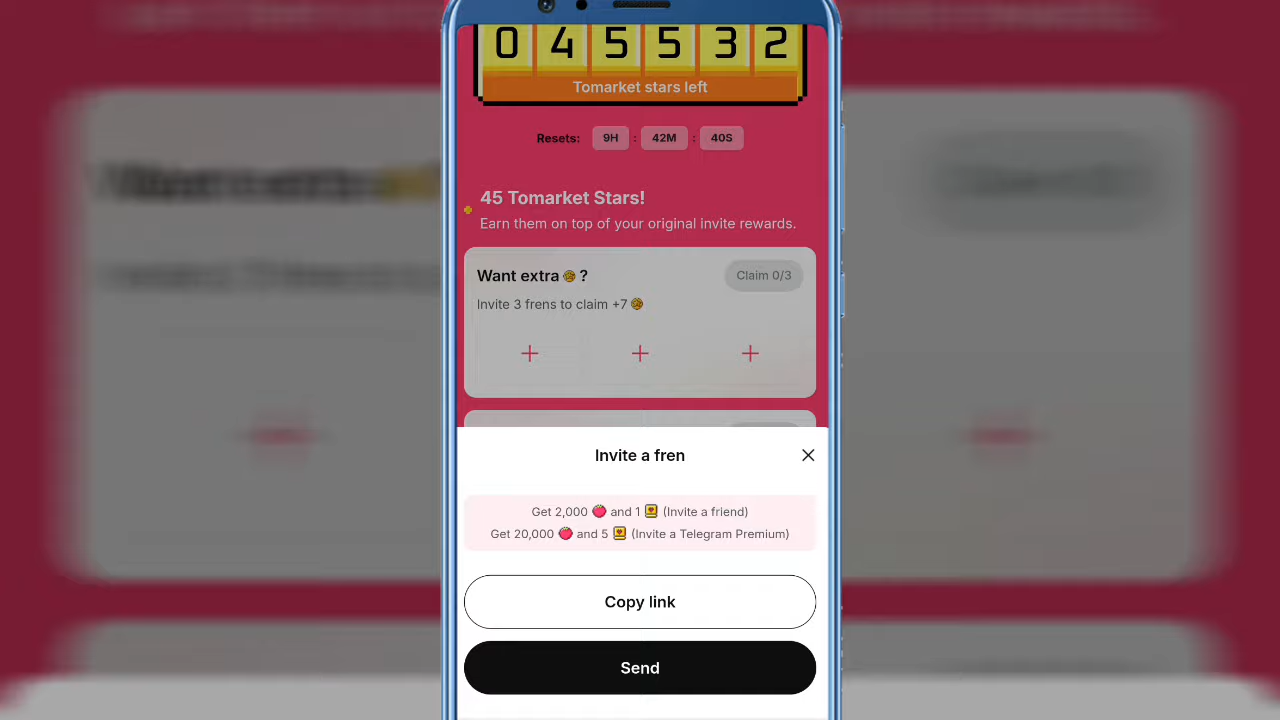 0 4 5 5 3 2
Tomarket stars left
Resets: 9H : 42M : 40S
45 Tomarket Stars!
Earn them on top of your original invite rewards.
Want extra ?
Claim 0/3
Invite 3 frens to claim +7
Invite a fren
Get 2,000 and 1 (Invite a friend)
Get 20,000 and 5 (Invite a Telegram Premium)
Copy link
Send